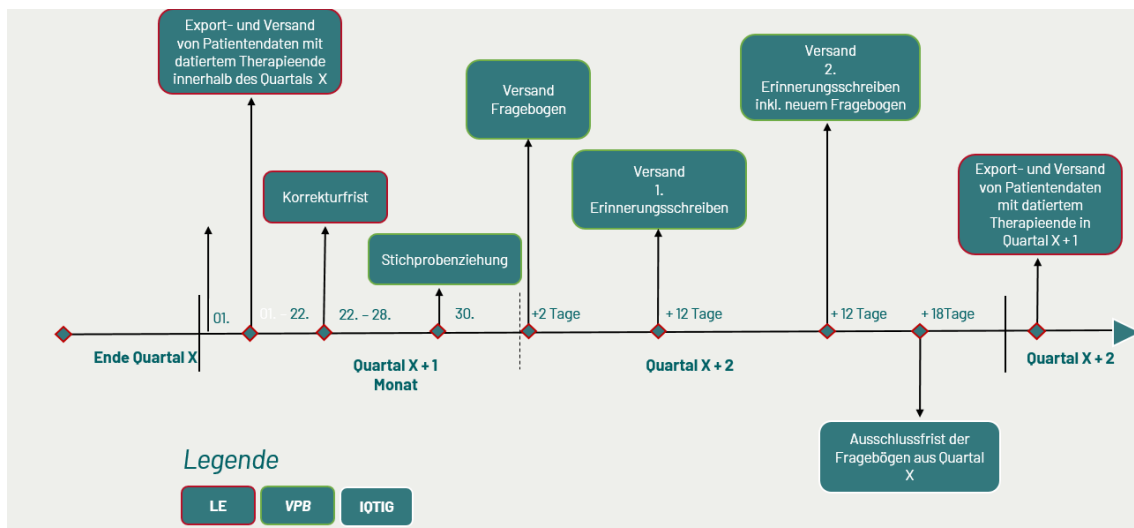 Export- und Versand
von Patientendaten mit
datiertem Therapieende
innerhalb des Quartals X
Korrekturfrist
Stichprobenziehung
Versand
Fragebogen
Versand
1.
Erinnerungsschreiben
Versand
2.
Erinnerungsschreiben
inkl. neuem Fragebogen
Export- und Versand
von Patientendaten
mit datiertem
Therapieende in
Quartal X + 1
01.
01. – 22.
22. – 28.
30.
+2 Tage
+ 12 Tage
+ 12 Tage
+ 18Tage
Ende Quartal X
Quartal X + 1
Monat
Quartal X + 2
Quartal X + 2
Ausschlussfrist der
Fragebögen aus Quartal
X
Legende
LE
VPB
IQTIG